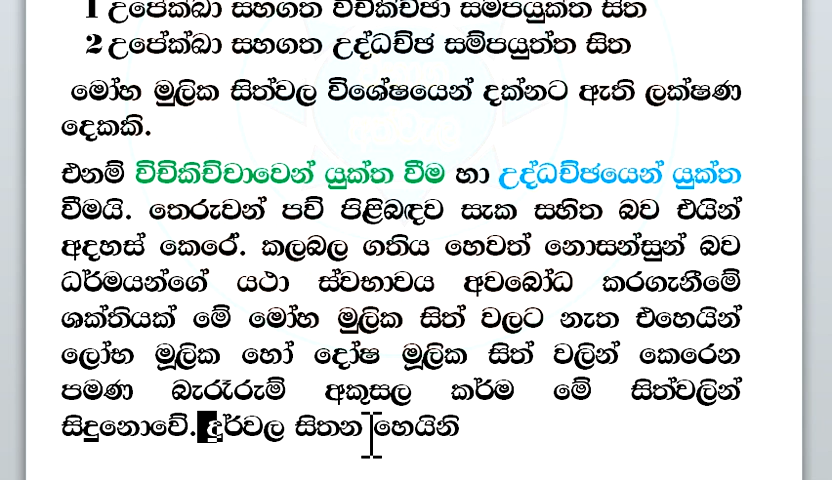 1 උපේක්ඛා සහගත විචිකිච්ඡා සම්පයුක්ත සිත
2 උපේක්ඛා සහගත උද්ධච්ජ සම්පයුත්ත සිත
මෝහ මුලික සිත්වල විශේෂයෙන් දක්නට ඇති ලක්ෂණ
දෙකකි.
එනම් විචිකිච්චාවෙන් යුක්ත වීම හා උද්ධච්ජයෙන් යුක්ත
වීමයි. තෙරුවන් පව් පිළිබඳව සැක සහිත බව එයින්
අදහස් කෙරේ. කලබල ගතිය හෙවත් නොසන්සුන් බව
ධර්මයන්ගේ යථා ස්වභාවය අවබෝධ කරගැනීමේ
ශක්තියක් මේ මෝහ මුලික සිත් වලට නැත එහෙයින්
ලෝභ මූලික හෝ දෝෂ මූලික සිත් වලින් කෙරෙන
පමණ බැරෑරුම් අකුසල කර්ම මේ සිත්වලින්
සිදුනොවේ. දුර්වල සිතන හෙයිනි